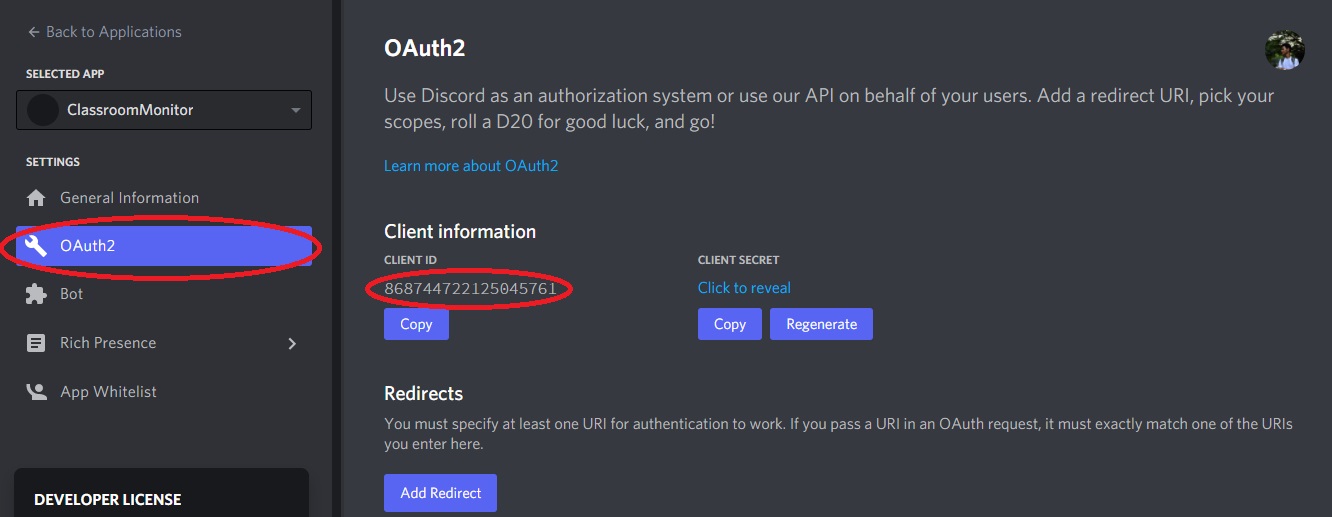 Back to Applications
SELECTED APP
ClassroomMonitor
SETTINGS
General Information
OAuth2
Bot
Rich Presence
App Whitelist
DEVELOPER LICENSE
OAuth2
Use Discord as an authorization system or use our API on behalf of your users. Add a redirect URI, pick your
scopes, roll a D20 for good luck, and go!
Learn more about OAuth2
Client information
CLIENT ID
868744722125045761
Copy
CLIENT SECRET
Click to reveal
Copy
Regenerate
Redirects
You must specify at least one URI for authentication to work. If you pass a URI in an OAuth request, it must exactly match one of the URIs
you enter here.
Add Redirect